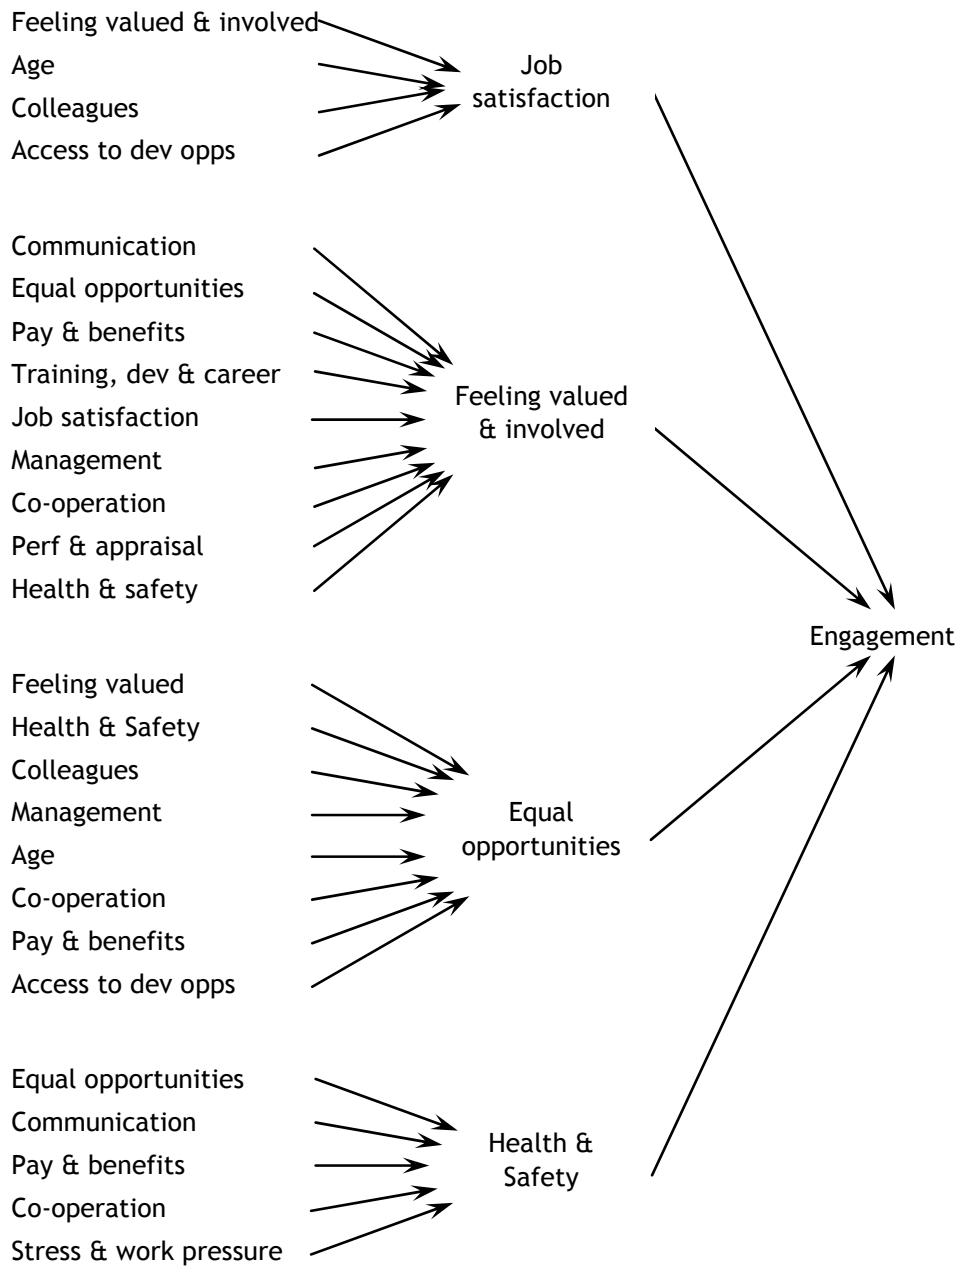 Feeling valued & involved
Age
Colleagues
Access to dev opps
Job
satisfaction
Communication
Equal opportunities
Pay & benefits
Training, dev & career
Job satisfaction
Management
Co-operation
Perf & appraisal
Health & safety
Feeling valued
& involved
Engagement
Feeling valued
Health & Safety
Colleagues
Management
Age
Co-operation
Pay & benefits
Access to dev opps
Equal
opportunities
Equal opportunities
Communication
Pay & benefits
Co-operation
Stress & work pressure
Health &
Safety